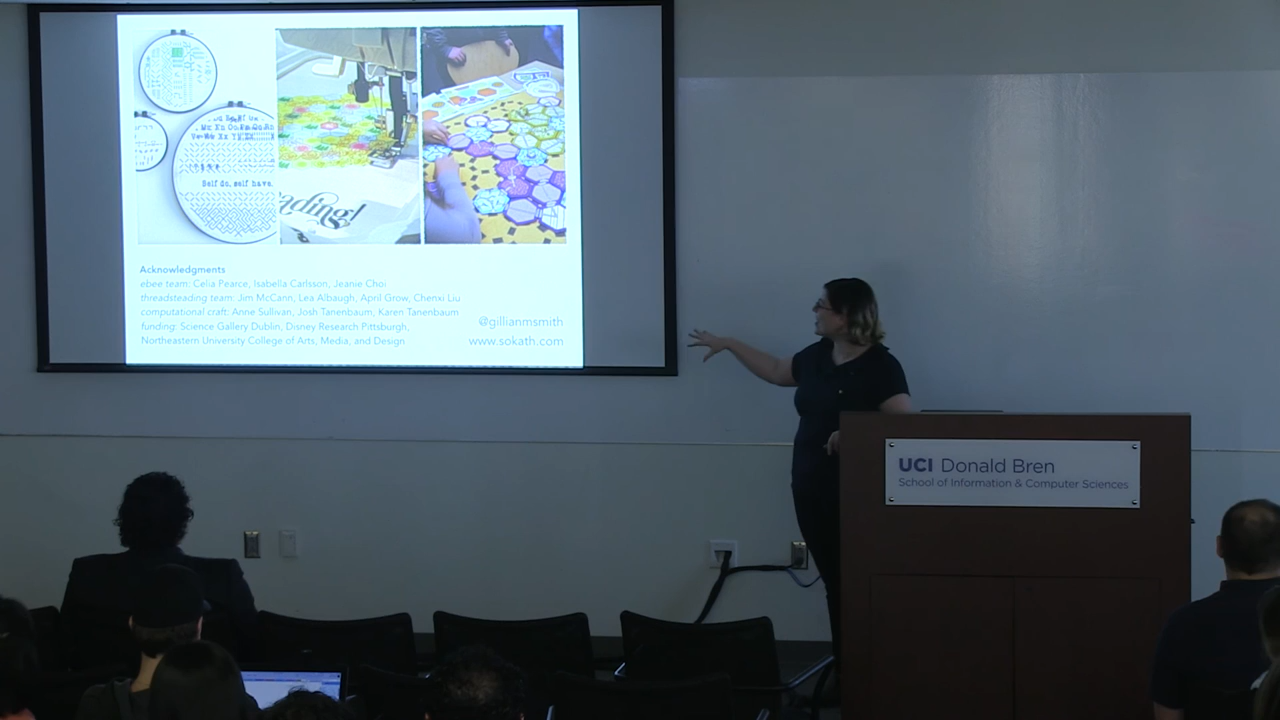 Self do, self have.
ading!
Acknowledgments
ebee team: Celia Pearce, Isabella Carlsson, Jeanie Choi
threadsteading team: Jim McCann, Lea Albaugh, April Grow, Chenxi Liu
computational craft: Anne Sullivan, Josh Tanenbaum, Karen Tanenbaum
funding: Science Gallery Dublin, Disney Research Pittsburgh,
Northeastern University College of Arts, Media, and Design
@gillianmsmith
www.sokath.com
UCI Donald Bren
School of Information & Computer Sciences